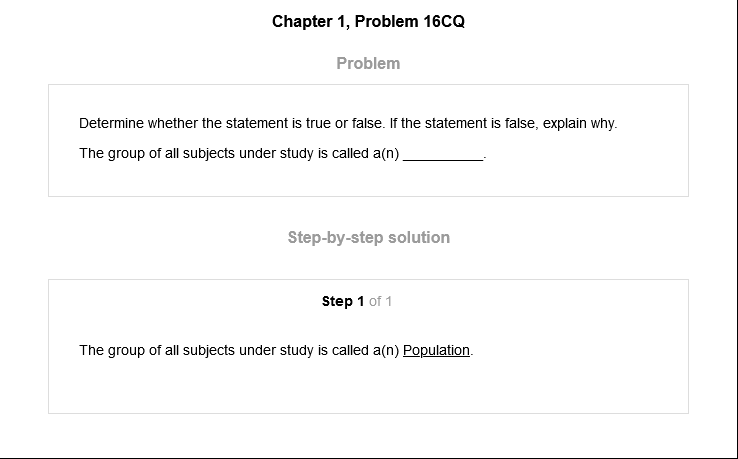 Chapter 1, Problem 16CQ
Problem
Determine whether the statement is true or false. If the statement is false, explain why.
The group of all subjects under study is called a(n) __________.
Step-by-step solution
Step 1 of 1
The group of all subjects under study is called a(n) Population.